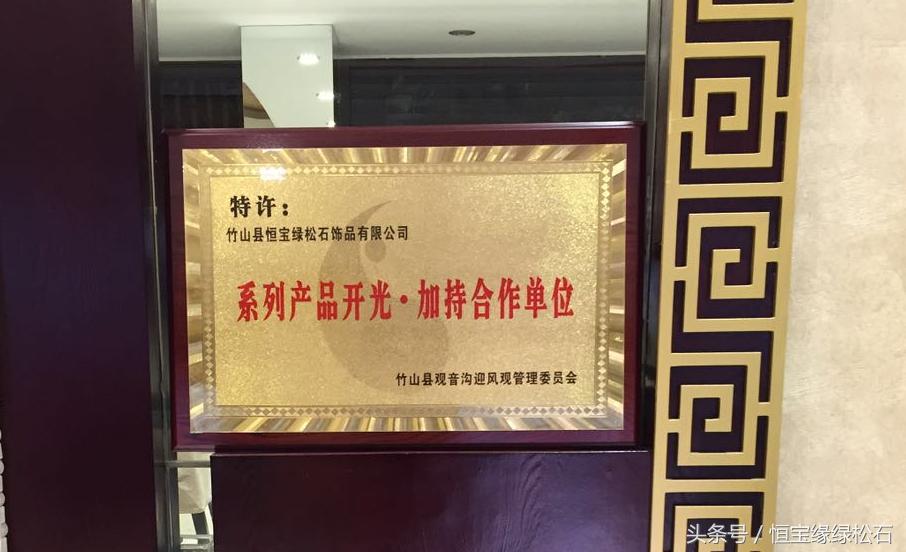 特许：
竹山县恒宝绿松石饰品有限公司
系列产品开光·加持合作单位
竹山县观音沟迎风观管理委员会
头条号 / 恒宝缘绿松石